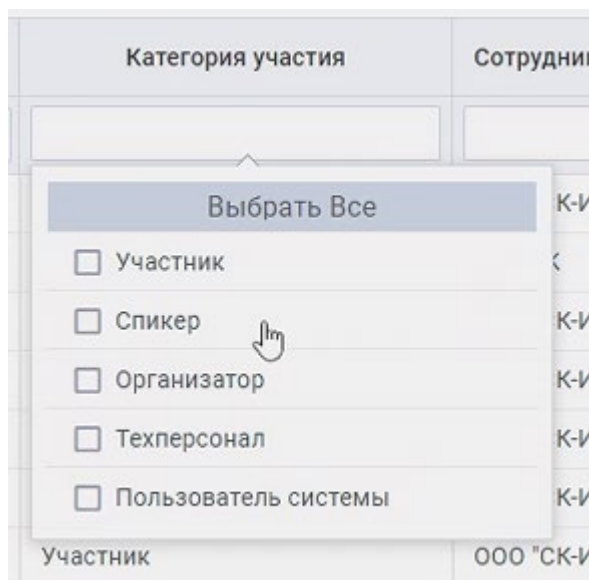 Категория участия
Выбрать Все
Участник
Спикер
Организатор
Техперсонал
Пользователь системы
Участник
ООО "СК-И